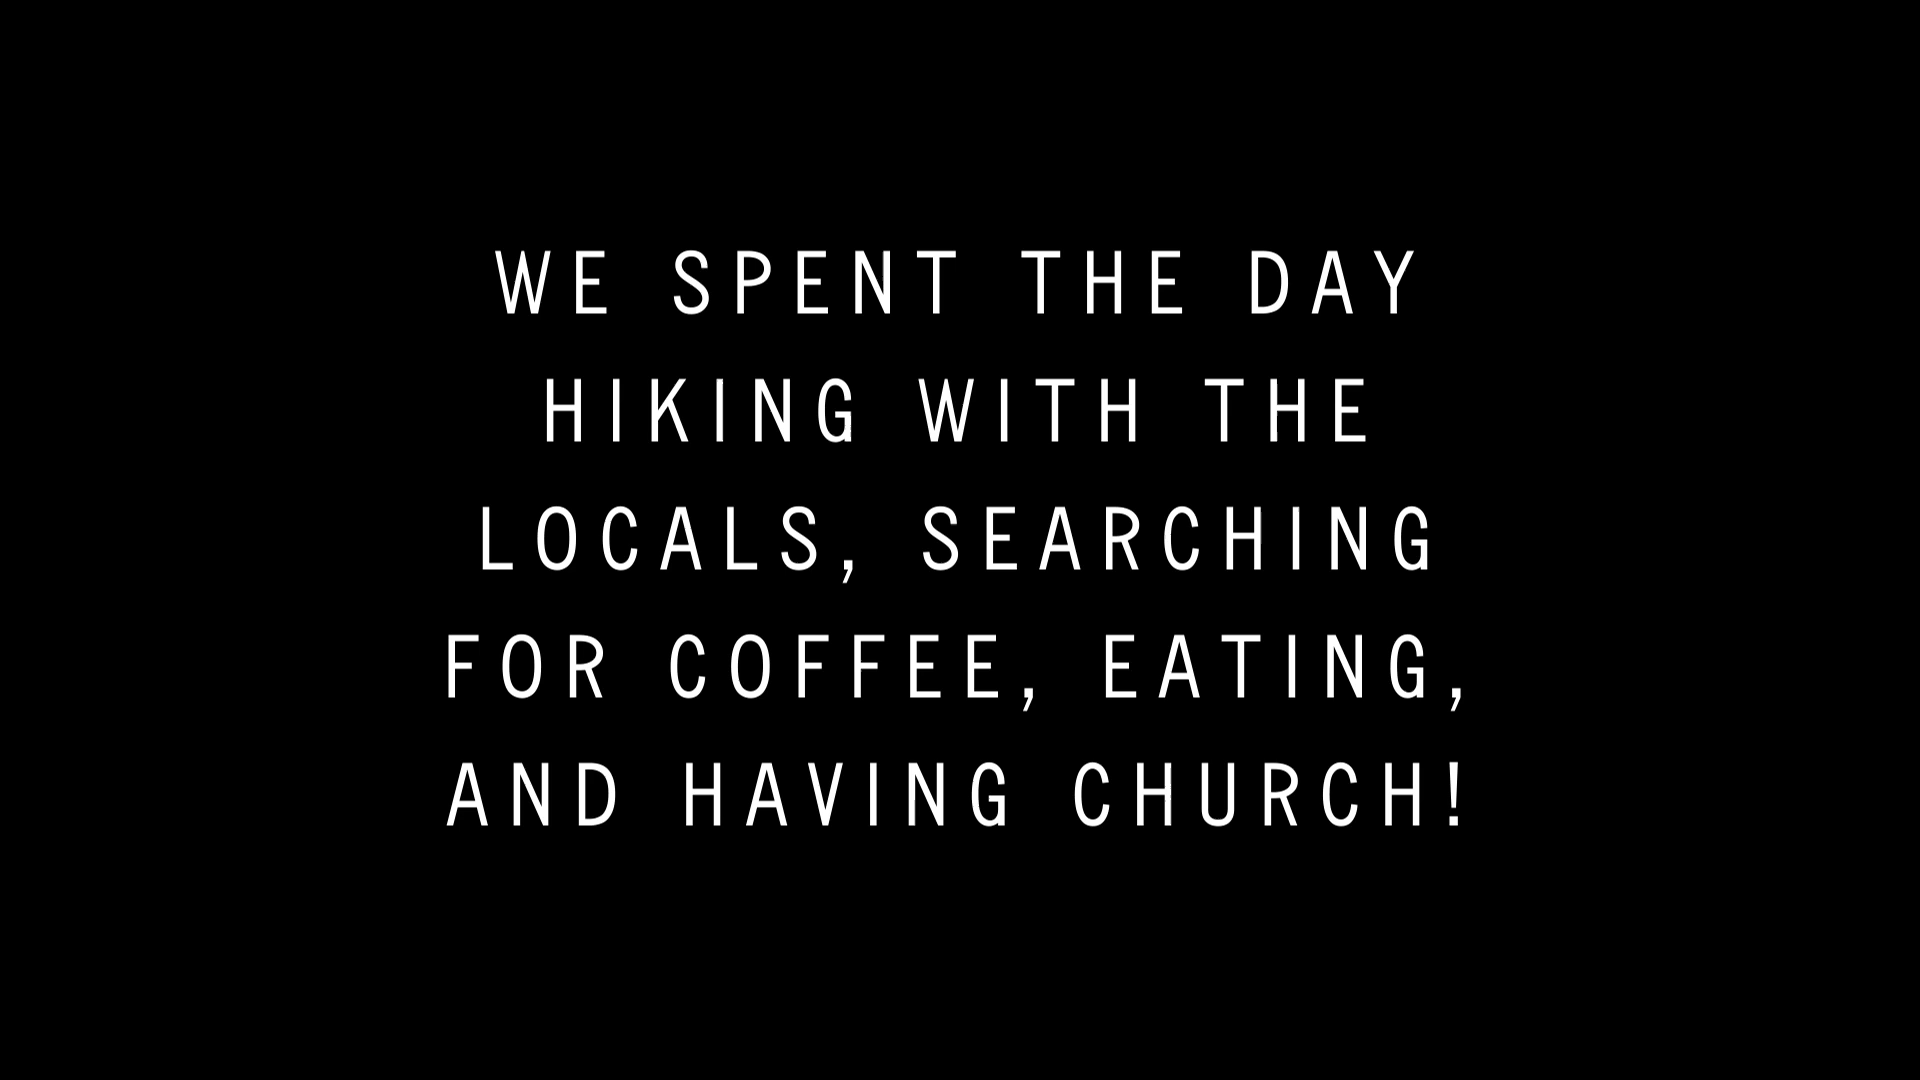 WE SPENT THE DAY
HIKING WITH THE
LOCALS, SEARCHING
FOR COFFEE, EATING,
AND HAVING CHURCH!